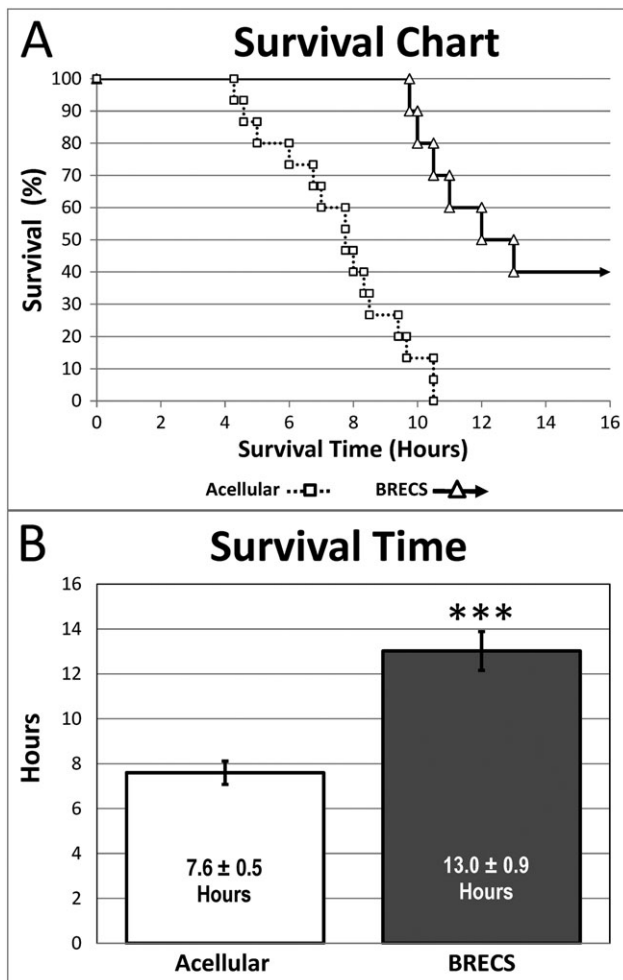 A
Survival Chart
100
90
80
70
60
50
40
30
20
10
0
Survival (%)
0 2 4 6 8 10 12 14 16
Survival Time (Hours)
Acellular BRECS
B
Survival Time
16
14
12
10
8
6
4
2
0
Hours
***
7.6 ± 0.5
Hours
13.0 ± 0.9
Hours
Acellular BRECS